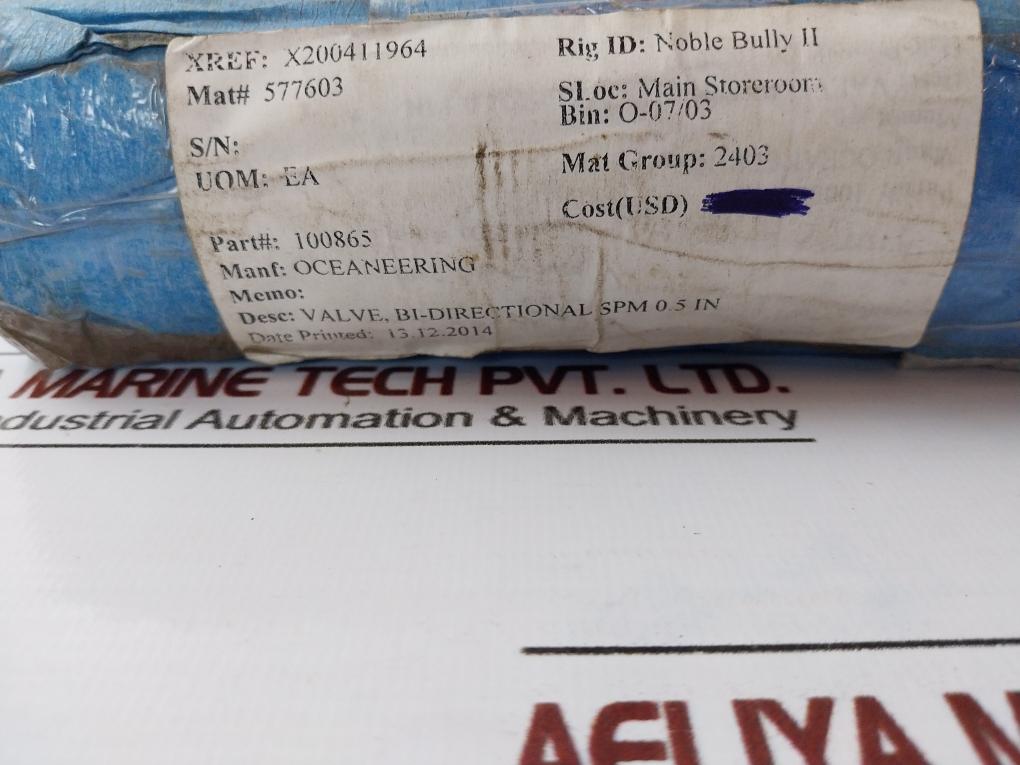 XREF: X200411964
Mat# 577603
S/N:
UOM: EA
Rig ID: Noble Bully II
SLoc: Main Storeroom
Bin: O-07/03
Mat Group: 2403
Cost(USD)
Part#: 100865
Manf: OCEANEERING
Memo:
Desc: VALVE, BI-DIRECTIONAL SPM 0.5 IN
Date Printed: 13.12.2014
MARINE TECH PVT. LTD.
dustrial Automation & Machinery
AELIYA